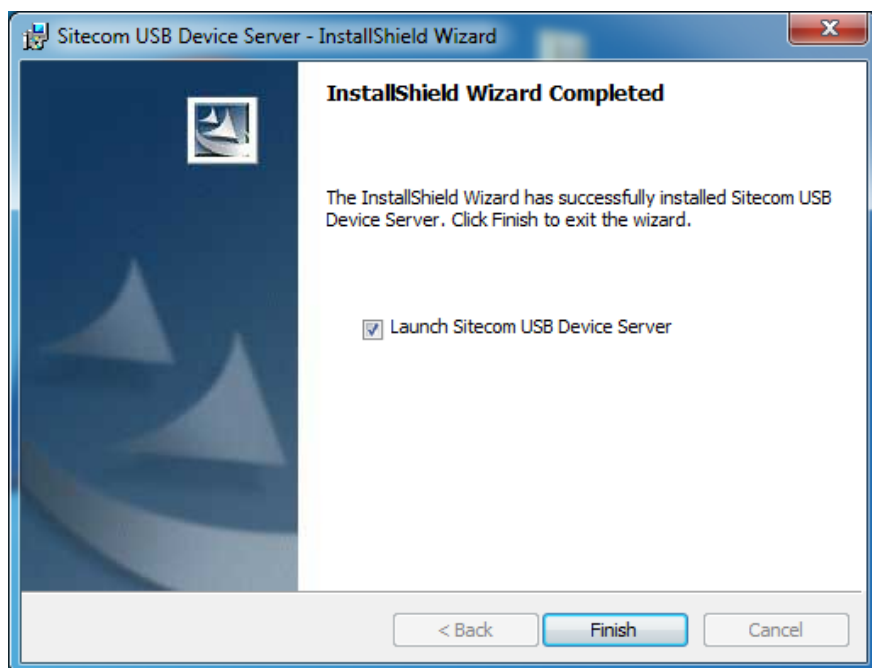 Sitecom USB Device Server - InstallShield Wizard
InstallShield Wizard Completed
The InstallShield Wizard has successfully installed Sitecom USB
Device Server. Click Finish to exit the wizard.
Launch Sitecom USB Device Server
< Back Finish Cancel